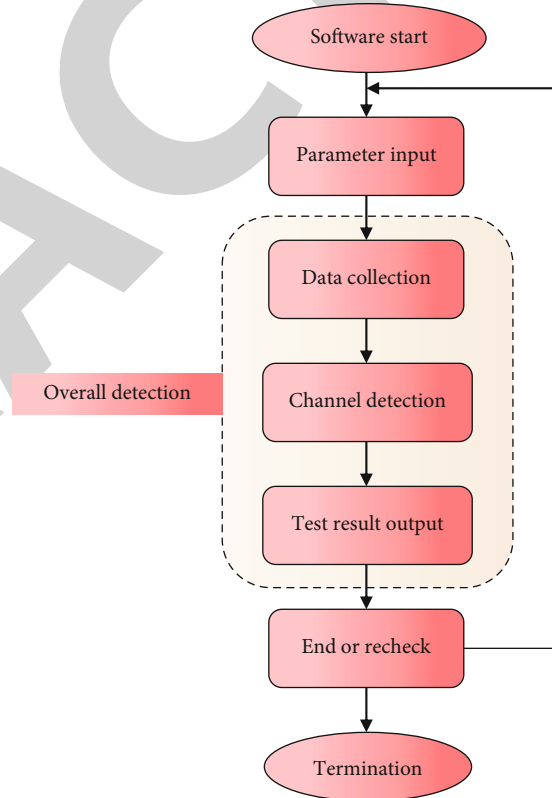 Software start
Parameter input
Data collection
Overall detection
Channel detection
Test result output
End or recheck
Termination